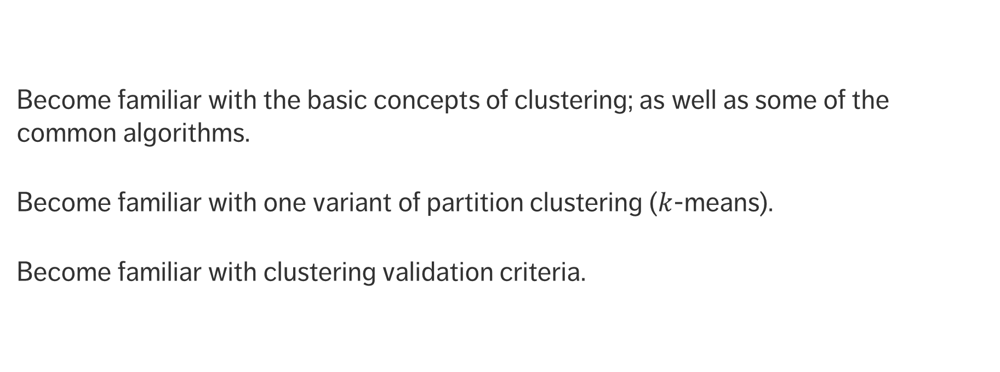 Become familiar with the basic concepts of clustering; as well as some of the
common algorithms.
Become familiar with one variant of partition clustering (k-means).
Become familiar with clustering validation criteria.